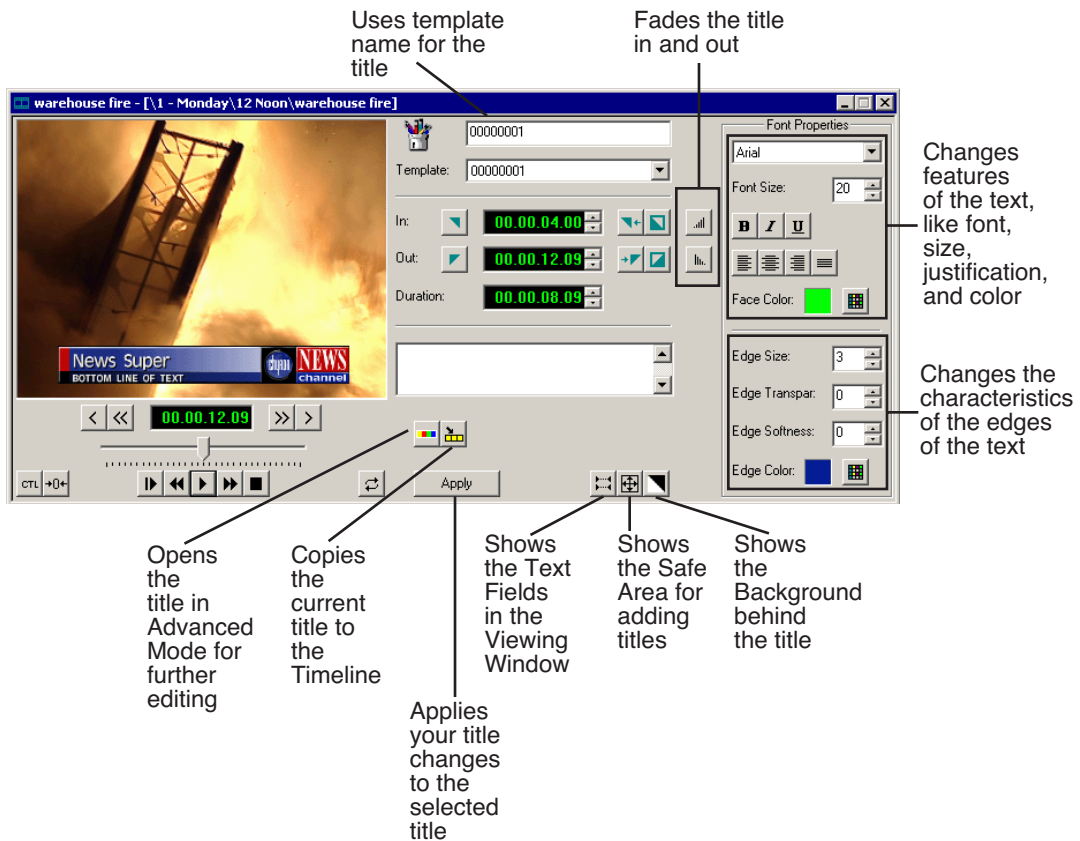 Uses template
name for the
title
Fades the title
in and out
warehouse fire - [\1 - Monday\12 Noon\warehouse fire]
00000001
Template: 00000001
In: 00.00.04.00
Out: 00.00.12.09
Duration: 00.00.08.09
Font Properties
Arial
Font Size: 20
B I U
Face Color:
Edge Size: 3
Edge Transpar: 0
Edge Softness: 0
Edge Color:
Changes
features
of the text,
like font,
size,
justification,
and color
Changes the
characteristics
of the edges
of the text
News Super
BOTTOM LINE OF TEXT
NEWS
channel
< << 00.00.12.09 >> >
CTL →0←
Apply
Opens
the
title in
Advanced
Mode for
further
editing
Copies
the
current
title to
the
Timeline
Applies
your title
changes
to the
selected
title
Shows
the Text
Fields
in the
Viewing
Window
Shows
the Safe
Area for
adding
titles
Shows
the
Background
behind
the title